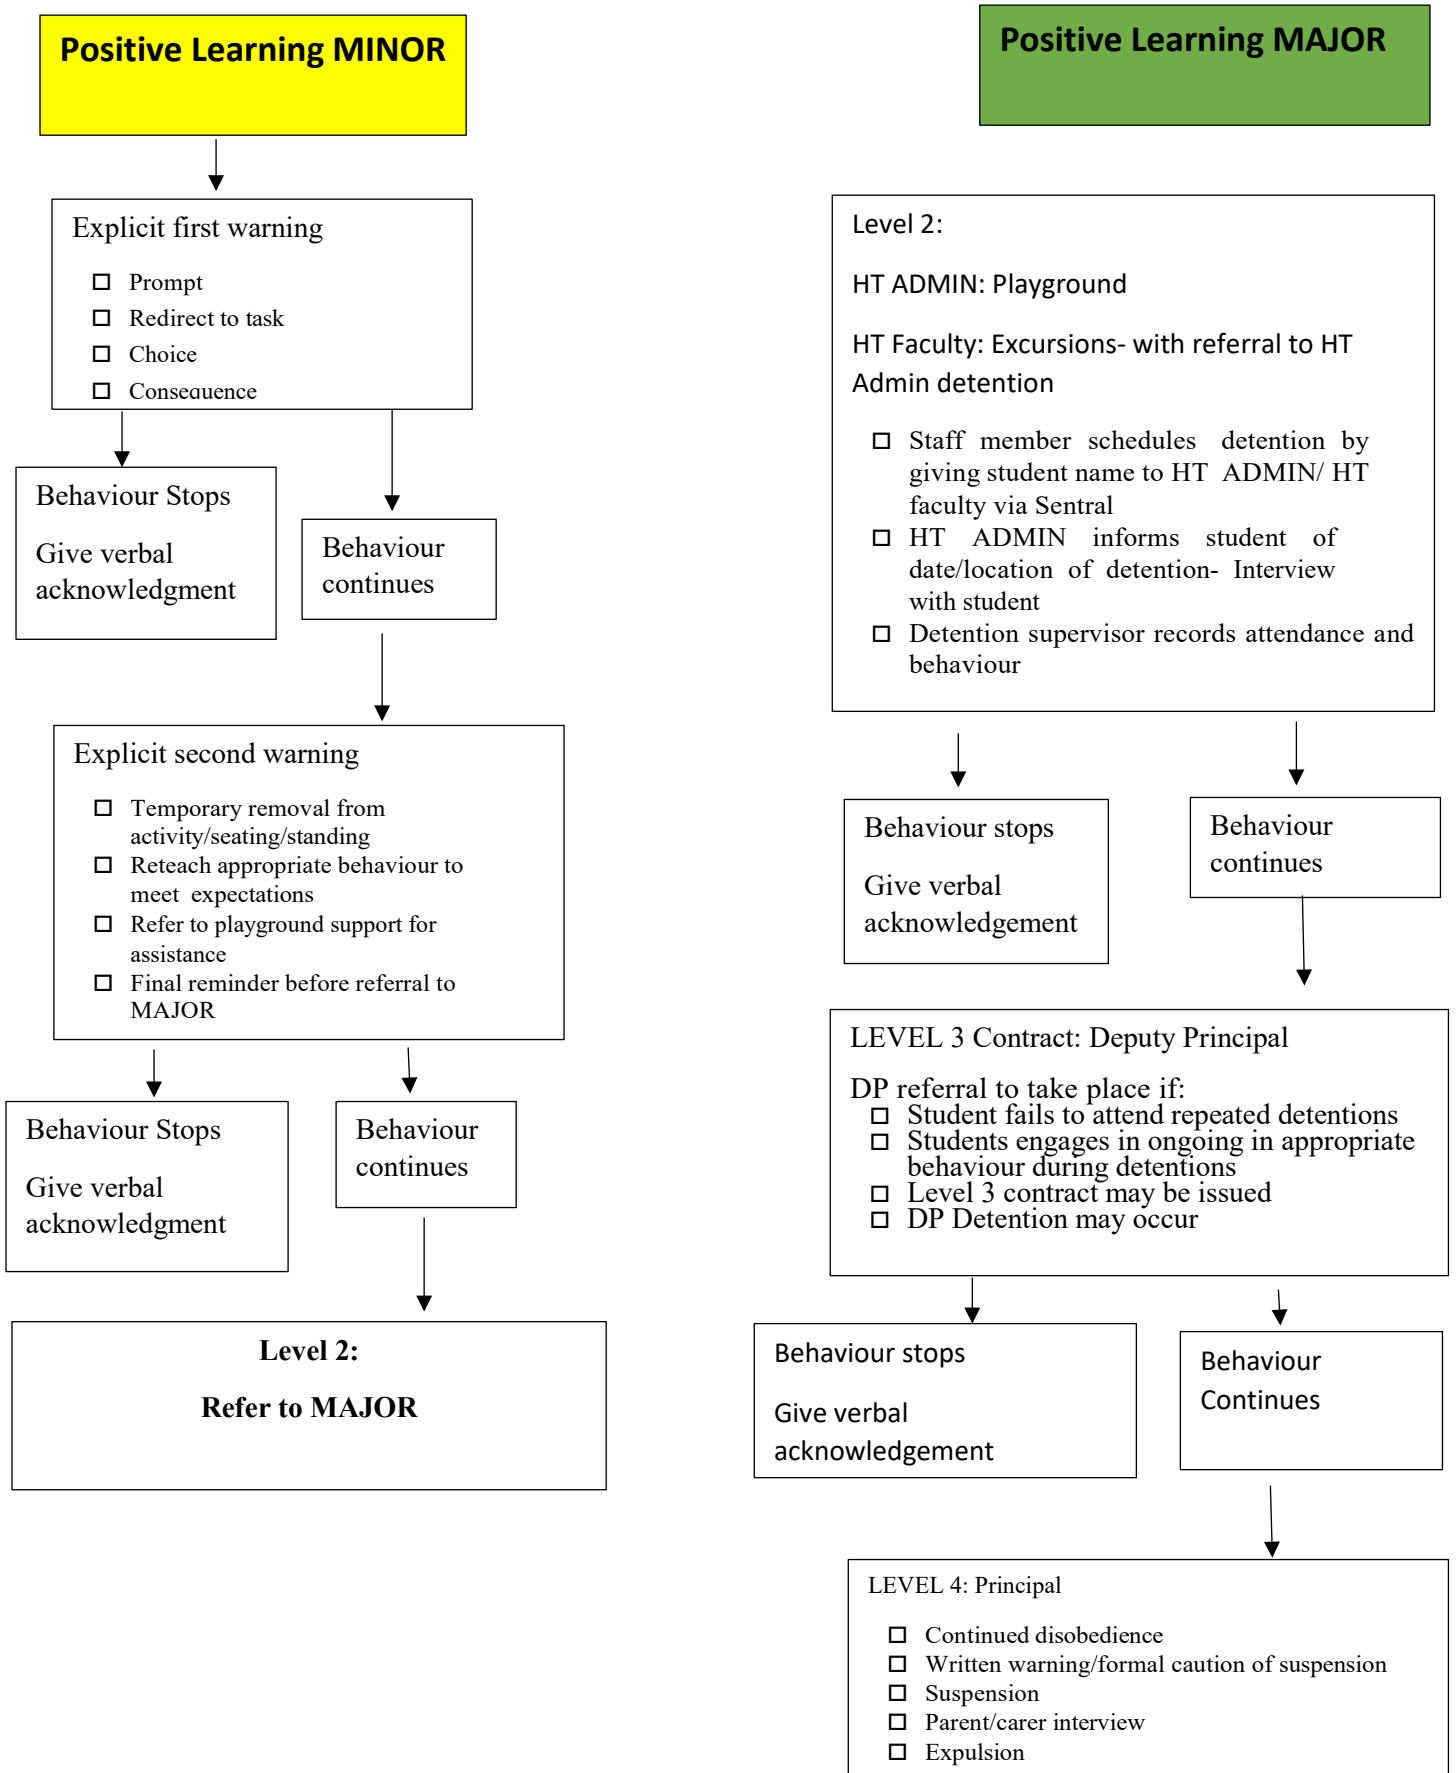 Positive Learning MINOR
Explicit first warning
☐ Prompt
☐ Redirect to task
☐ Choice
☐ Consequence
Behaviour Stops
Give verbal
acknowledgment
Behaviour
continues
Explicit second warning
☐ Temporary removal from
activity/seating/standing
☐ Reteach appropriate behaviour to
meet expectations
☐ Refer to playground support for
assistance
☐ Final reminder before referral to
MAJOR
Behaviour Stops
Give verbal
acknowledgment
Behaviour
continues
Level 2:
Refer to MAJOR
Positive Learning MAJOR
Level 2:
HT ADMIN: Playground
HT Faculty: Excursions- with referral to HT
Admin detention
☐ Staff member schedules detention by
giving student name to HT ADMIN/ HT
faculty via Sentral
☐ HT ADMIN informs student of
date/location of detention- Interview
with student
☐ Detention supervisor records attendance and
behaviour
Behaviour stops
Give verbal
acknowledgement
Behaviour
continues
LEVEL 3 Contract: Deputy Principal
DP referral to take place if:
☐ Student fails to attend repeated detentions
☐ Students engages in ongoing in appropriate
behaviour during detentions
☐ Level 3 contract may be issued
☐ DP Detention may occur
Behaviour stops
Give verbal
acknowledgement
Behaviour
Continues
LEVEL 4: Principal
☐ Continued disobedience
☐ Written warning/formal caution of suspension
☐ Suspension
☐ Parent/carer interview
☐ Expulsion